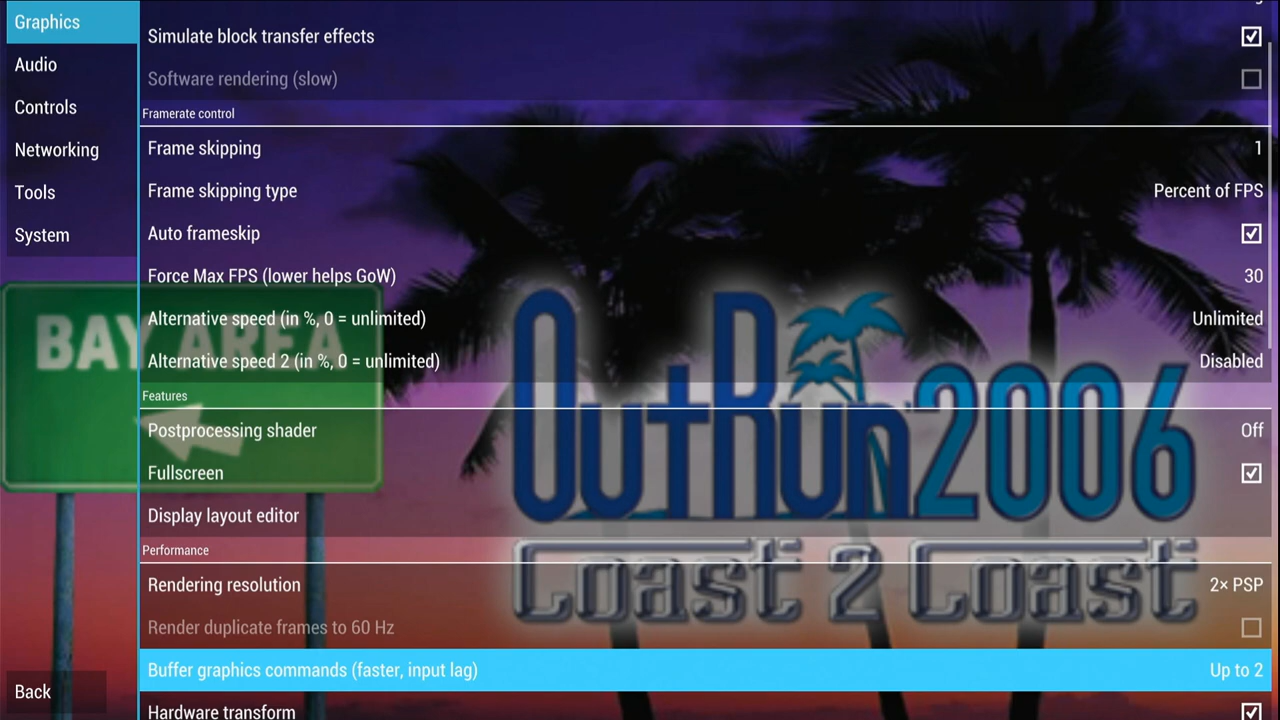 Graphics
Audio
Controls
Networking
Tools
System
Back
Simulate block transfer effects
Software rendering (slow)
Framerate control
Frame skipping 1
Frame skipping type Percent of FPS
Auto frameskip
Force Max FPS (lower helps GoW) 30
Alternative speed (in %, 0 = unlimited) Unlimited
Alternative speed 2 (in %, 0 = unlimited) Disabled
Features
Postprocessing shader Off
Fullscreen
Display layout editor
Performance
Rendering resolution 2× PSP
Render duplicate frames to 60 Hz
Buffer graphics commands (faster, input lag) Up to 2
Hardware transform
BAY AREA
OutRun 2006
Coast 2 Coast